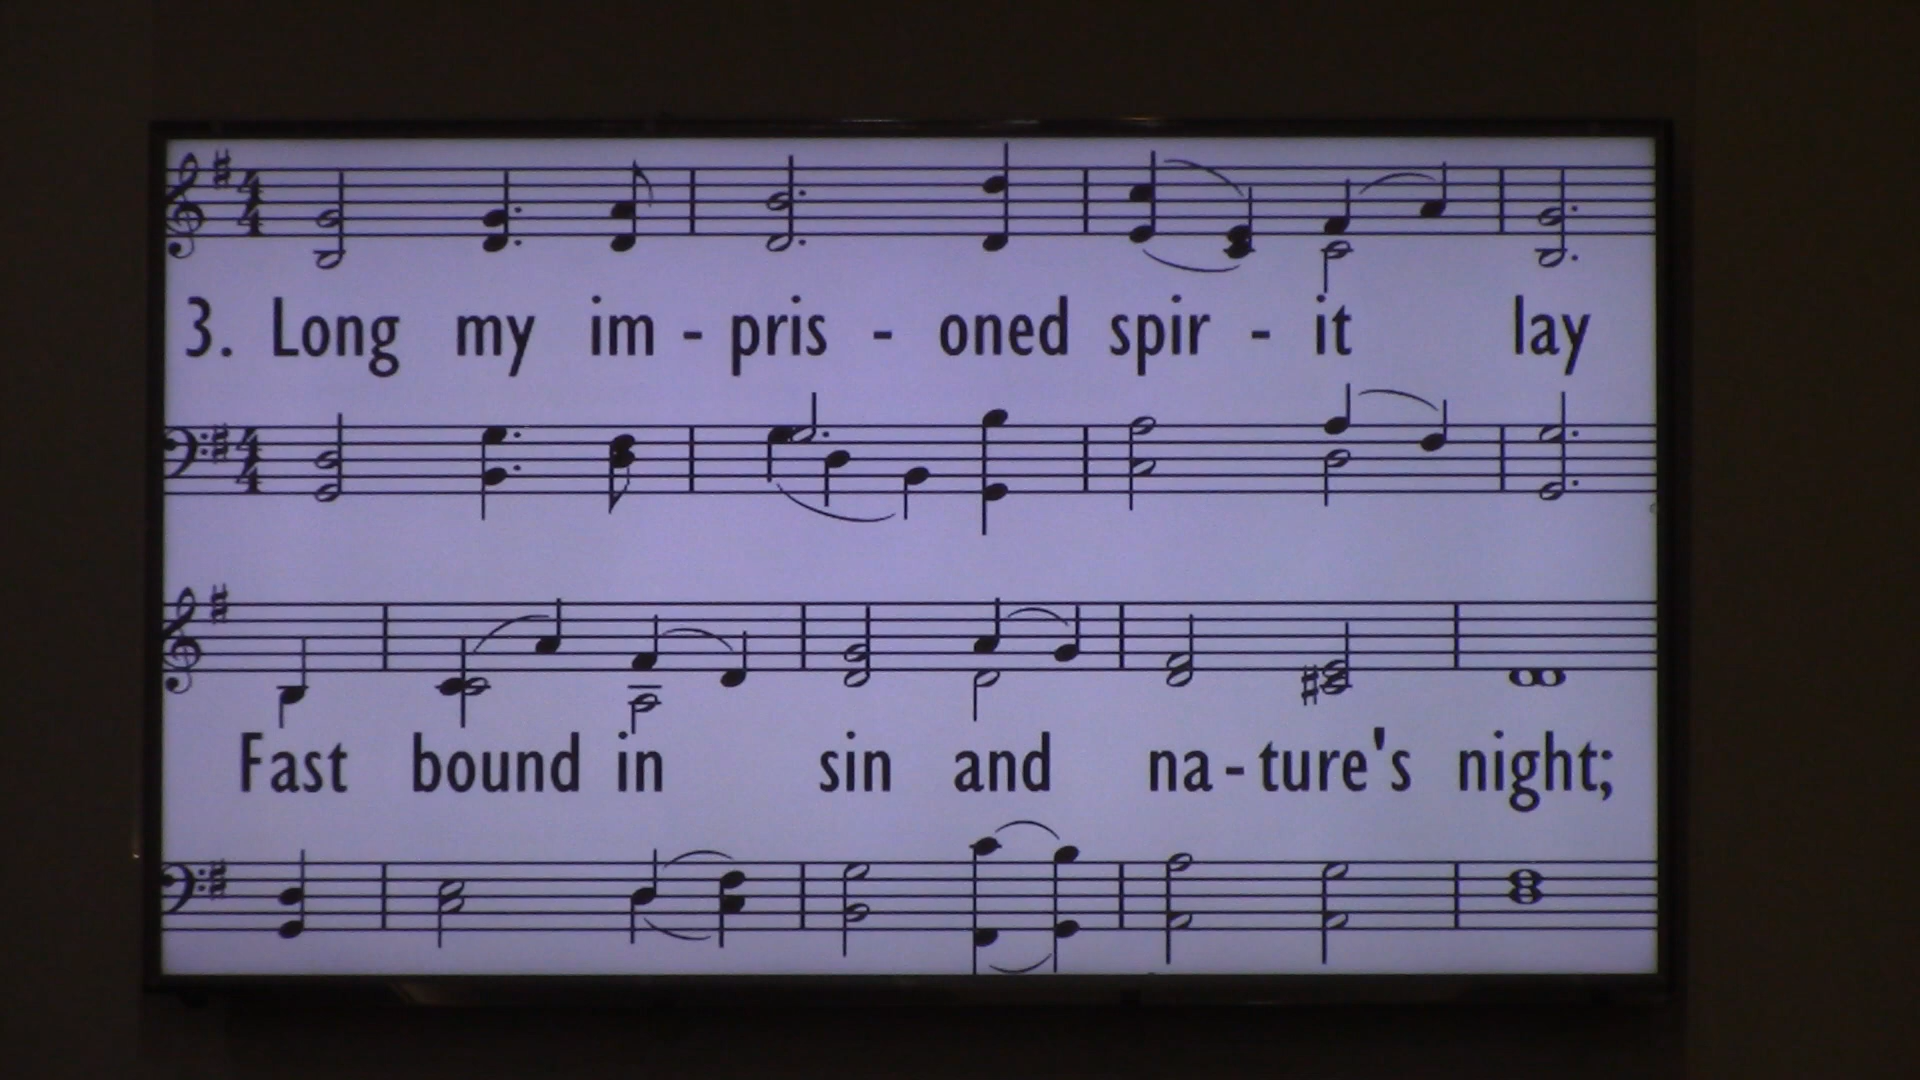 3. Long my im - pris - oned spir - it lay
Fast bound in sin and na - ture's night;